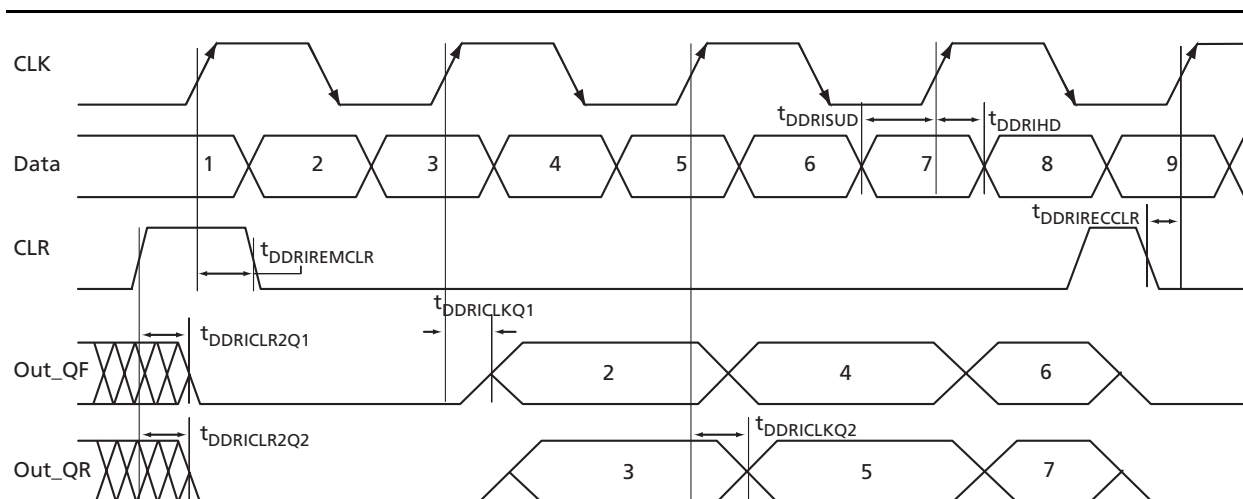 CLK
tDDRISUD
tDDRIHD
Data
1 2 3 4 5 6 7 8 9
tDDRIRECCLR
CLR
tDDRIREMCLR
tDDRICLKQ1
tDDRICLR2Q1
Out_QF
2 4 6
tDDRICLR2Q2
tDDRICLKQ2
Out_QR
3 5 7